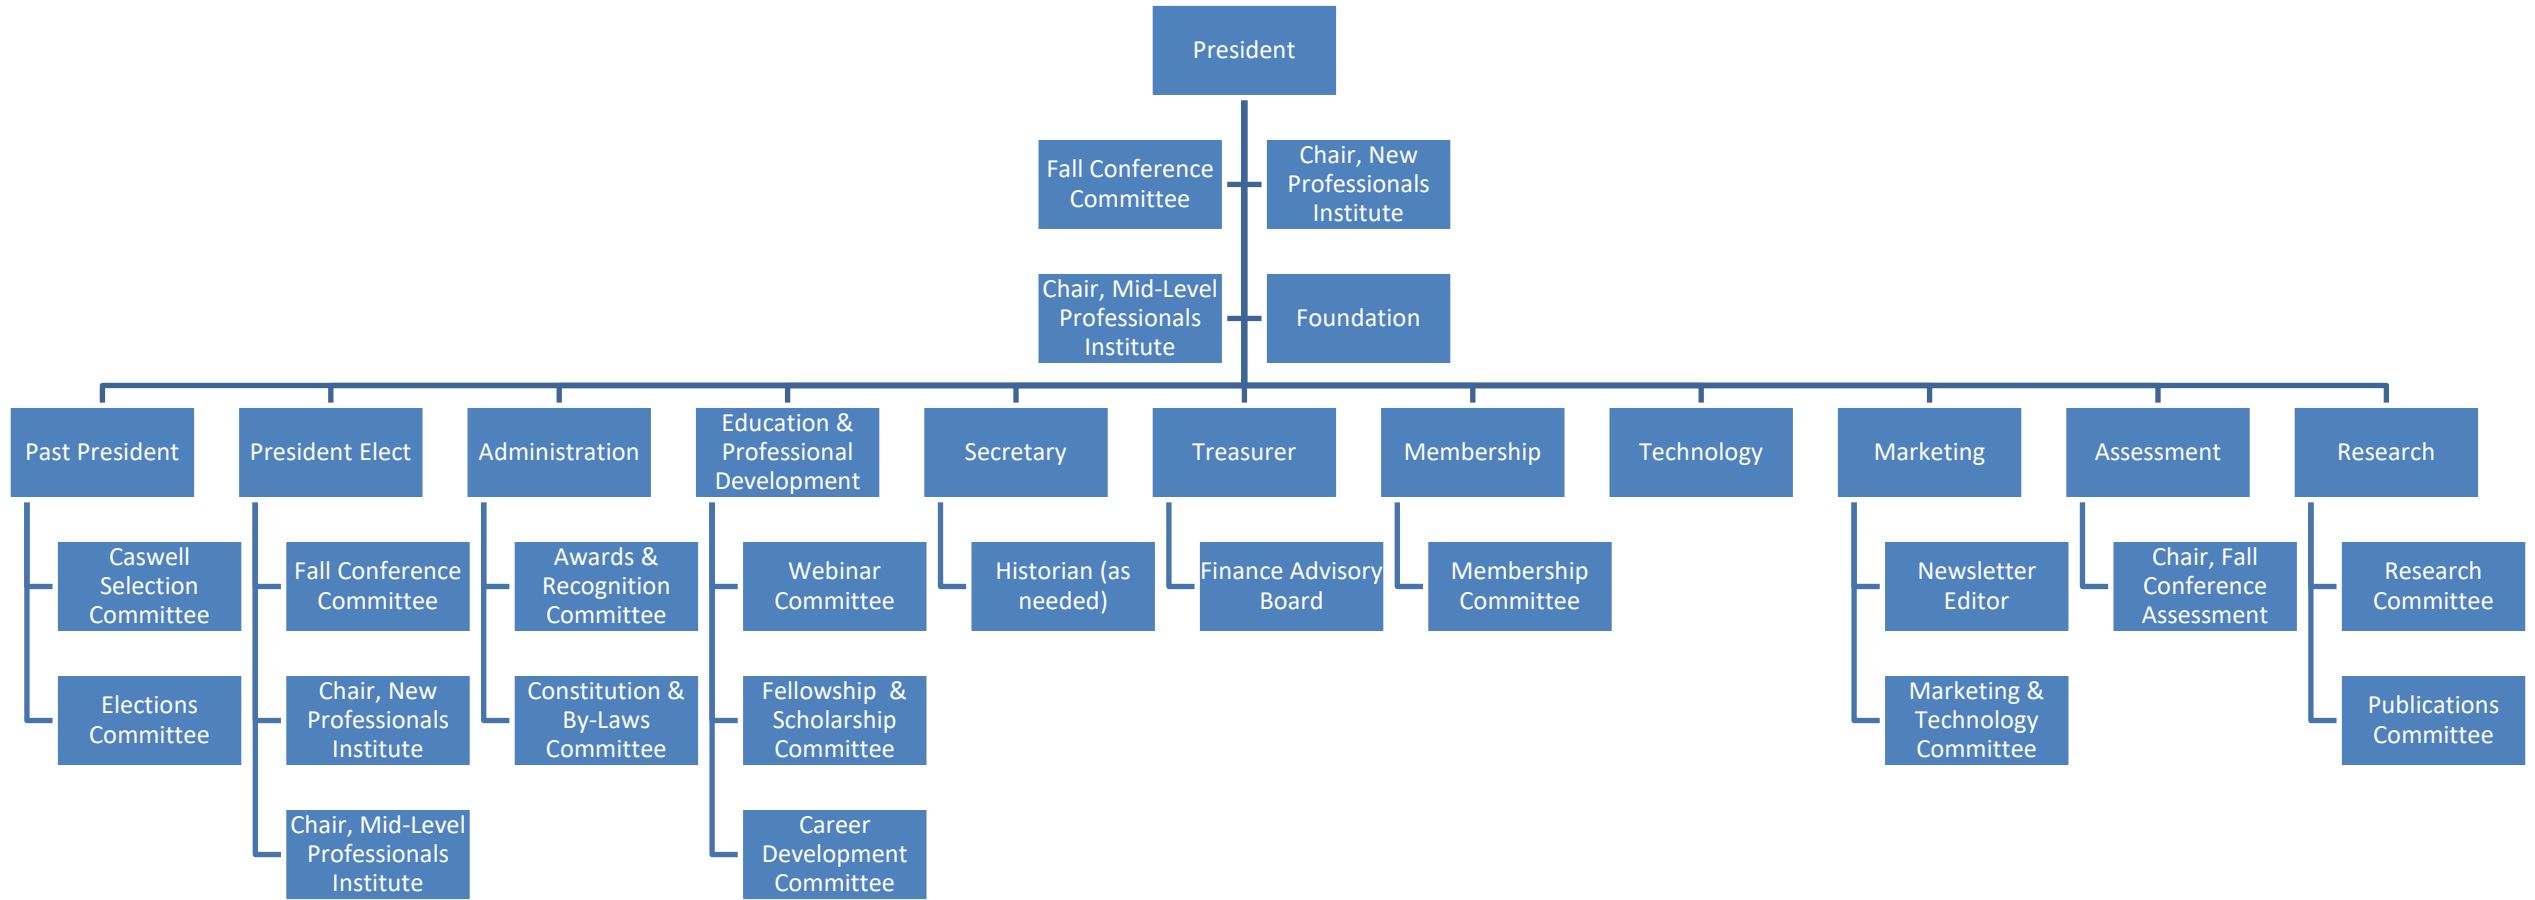 President
Fall Conference
Committee
Chair, New
Professionals
Institute
Chair, Mid-Level
Professionals
Institute
Foundation
Past President
Caswell
Selection
Committee
Elections
Committee
President Elect
Fall Conference
Committee
Chair, New
Professionals
Institute
Chair, Mid-Level
Professionals
Institute
Administration
Awards &
Recognition
Committee
Constitution &
By-Laws
Committee
Education &
Professional
Development
Webinar
Committee
Fellowship  &
Scholarship
Committee
Career
Development
Committee
Secretary
Historian (as
needed)
Treasurer
Finance Advisory
Board
Membership
Membership
Committee
Technology
Marketing
Newsletter
Editor
Marketing &
Technology
Committee
Assessment
Chair, Fall
Conference
Assessment
Research
Research
Committee
Publications
Committee